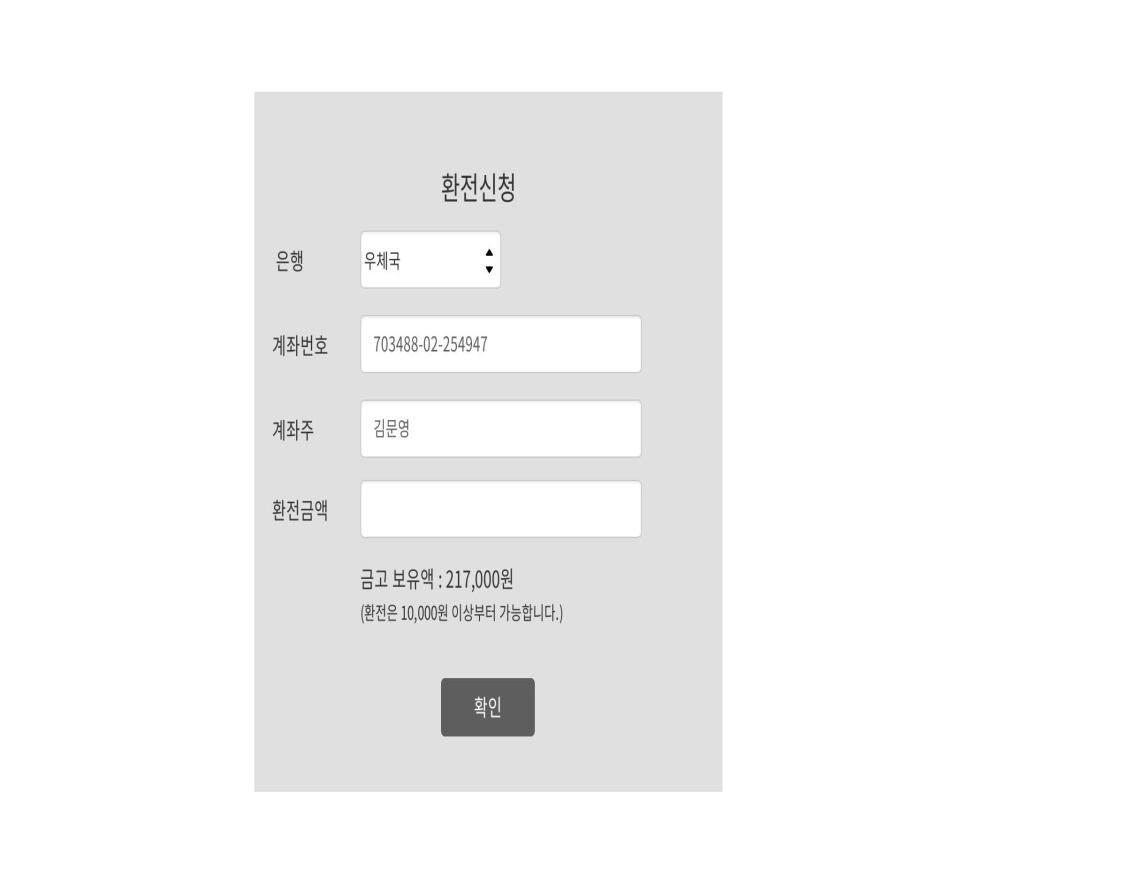 환전신청
은행 우체국
계좌번호 703488-02-254947
계좌주 김문영
환전금액
금고 보유액 : 217,000원
(환전은 10,000원 이상부터 가능합니다.)
확인